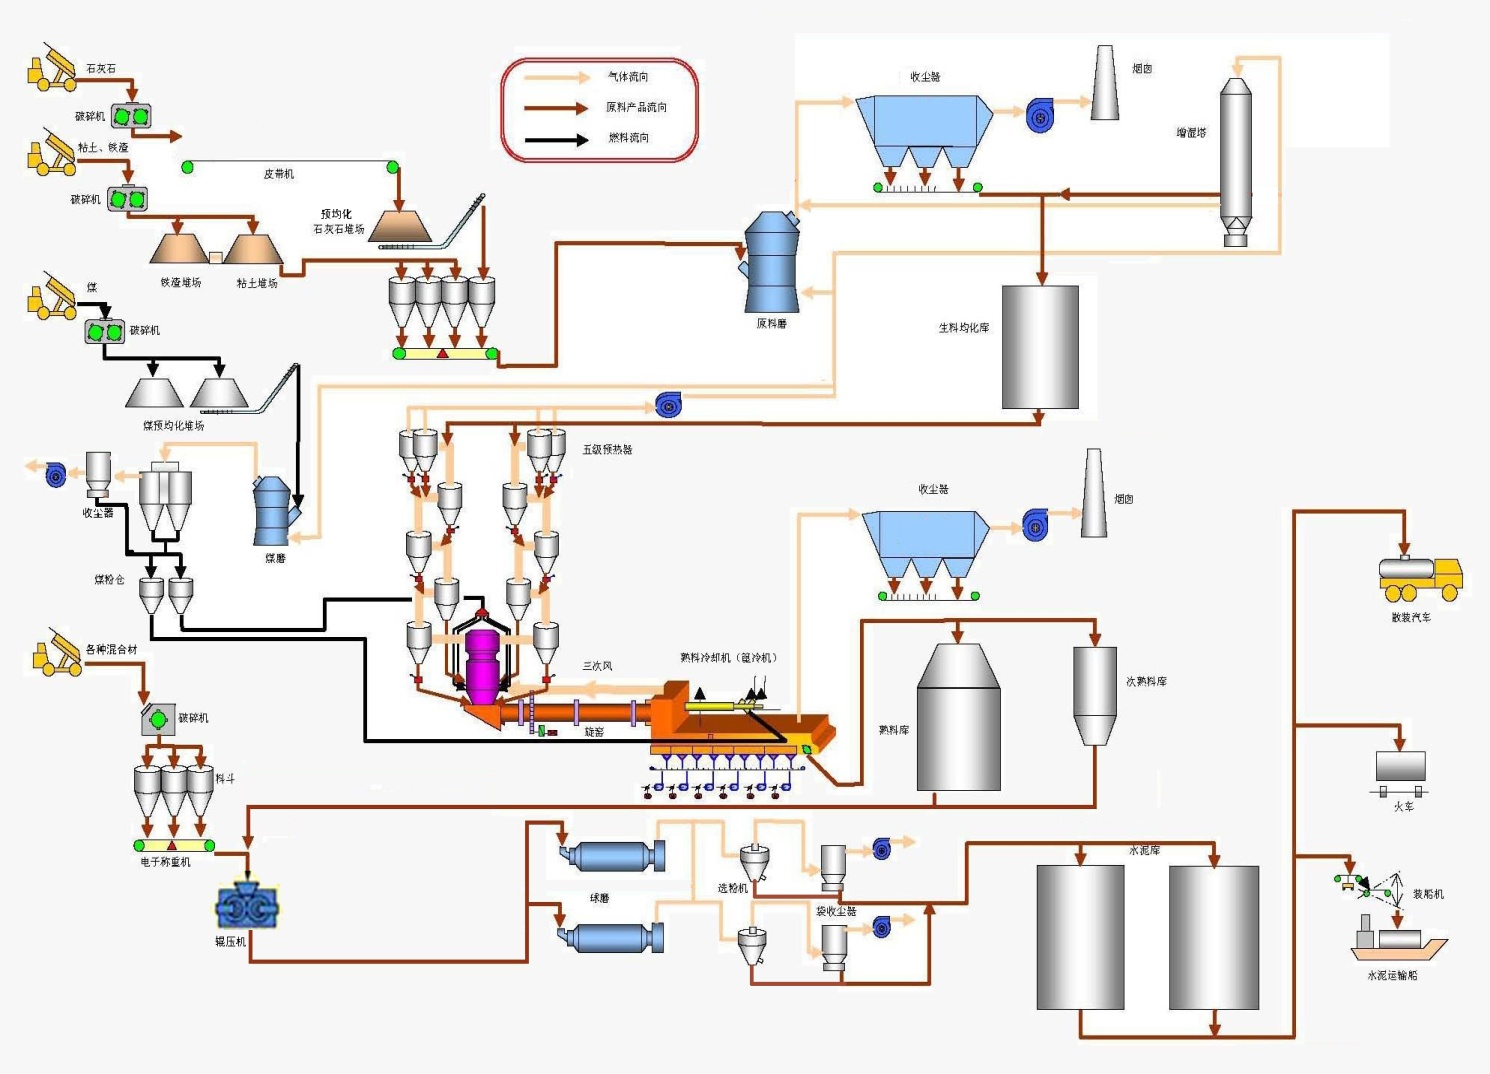 石灰石
破碎机
粘土、铁渣
破碎机
气体流向
原料产品流向
燃料流向
收尘器
烟囱
增湿塔
皮带机
预均化
石灰石堆场
铁渣堆场
粘土堆场
煤
破碎机
煤预均化堆场
原料磨
生料均化库
五级预热器
收尘器
煤磨
煤粉仓
收尘器
烟囱
散装汽车
各种混合材
破碎机
料斗
电子称重机
辊压机
三次风
熟料冷却机（篦冷机）
旋窑
熟料库
次熟料库
火车
球磨
选粉机
袋收尘器
水泥库
装船机
水泥运输船